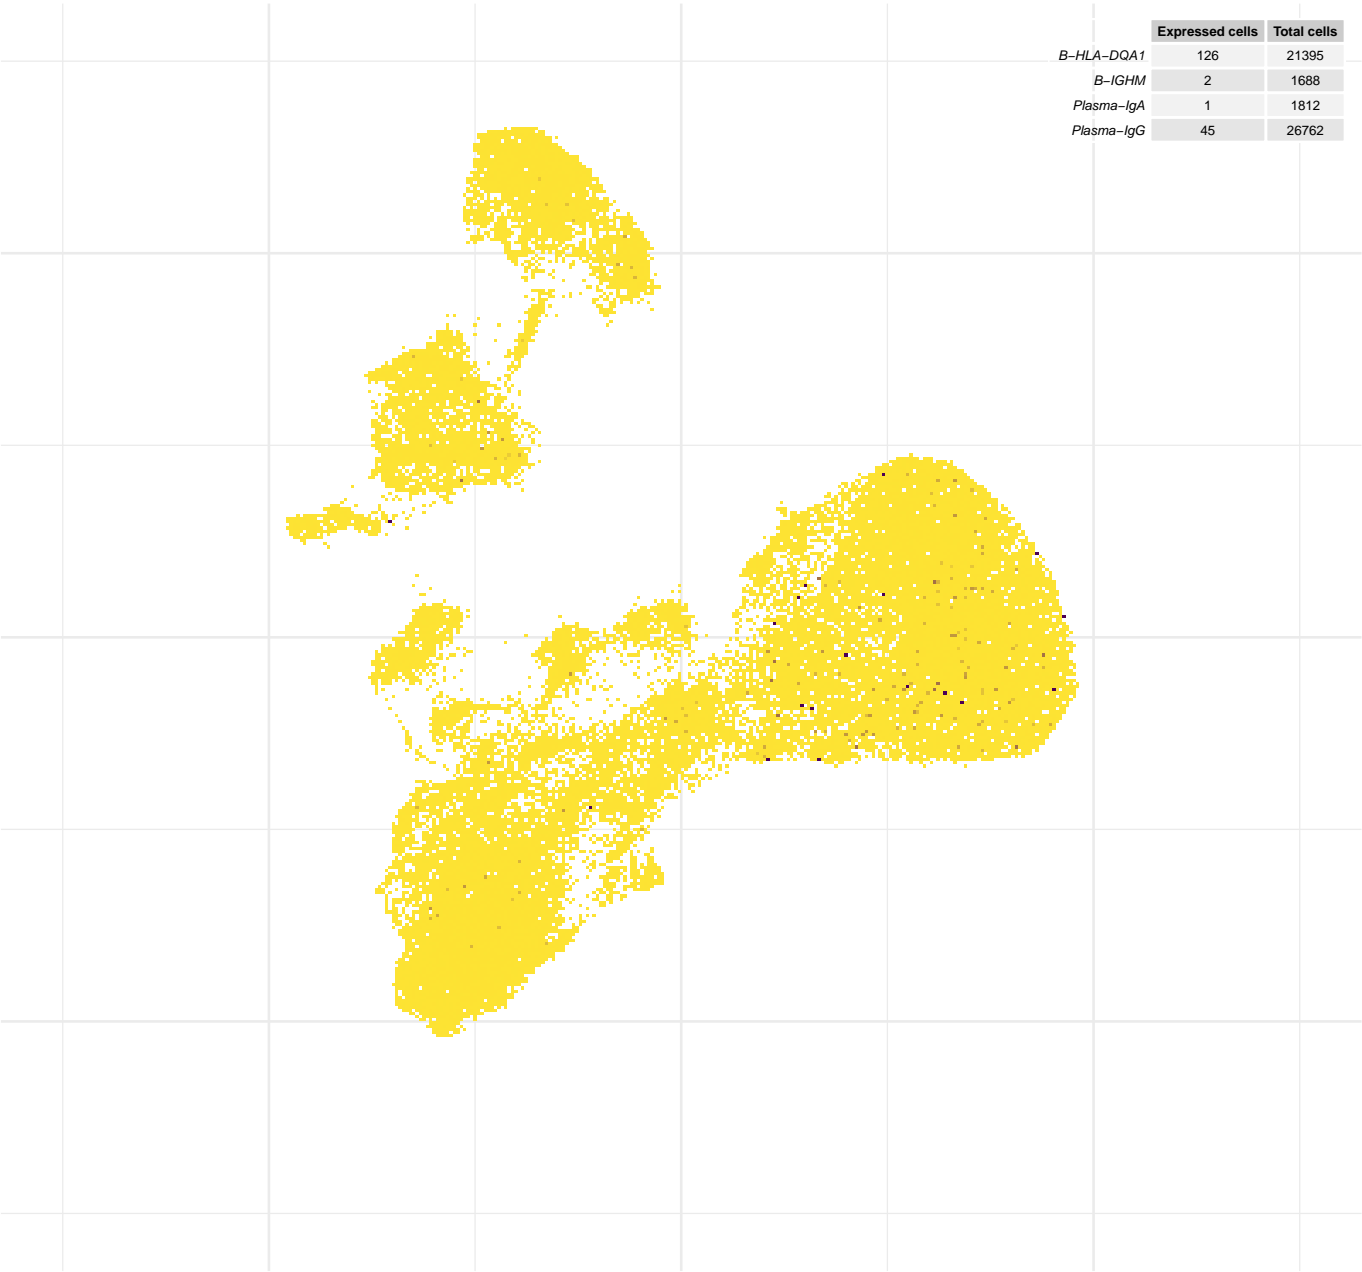 Expressed cells Total cells
B−HLA−DQA1 126 21395
B−IGHM 2 1688
Plasma−IgA 1 1812
Plasma−IgG 45 26762